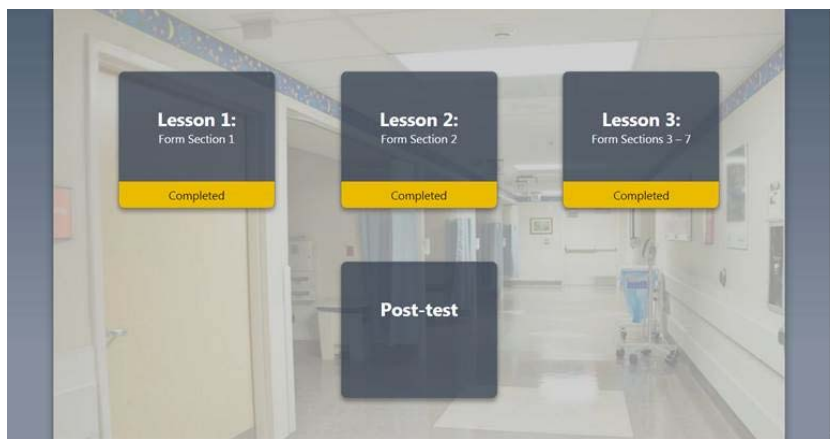 Lesson 1:
Form Section 1
Completed
Lesson 2:
Form Section 2
Completed
Lesson 3:
Form Sections 3 – 7
Completed
Post-test